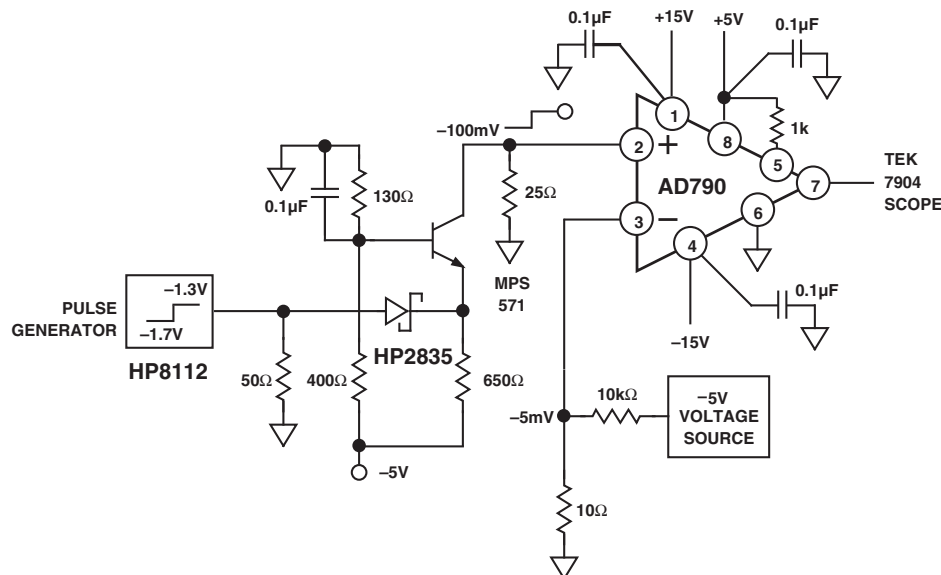 0.1µF
+15V
+5V
0.1µF
–100mV
1
8
1k
2
+
5
AD790
7
TEK
7904
SCOPE
0.1µF
130Ω
25Ω
3
–
6
4
MPS
571
0.1µF
–15V
PULSE
GENERATOR
–1.3V
–1.7V
HP8112
HP2835
50Ω
400Ω
650Ω
10kΩ
–5V
VOLTAGE
SOURCE
–5mV
–5V
10Ω